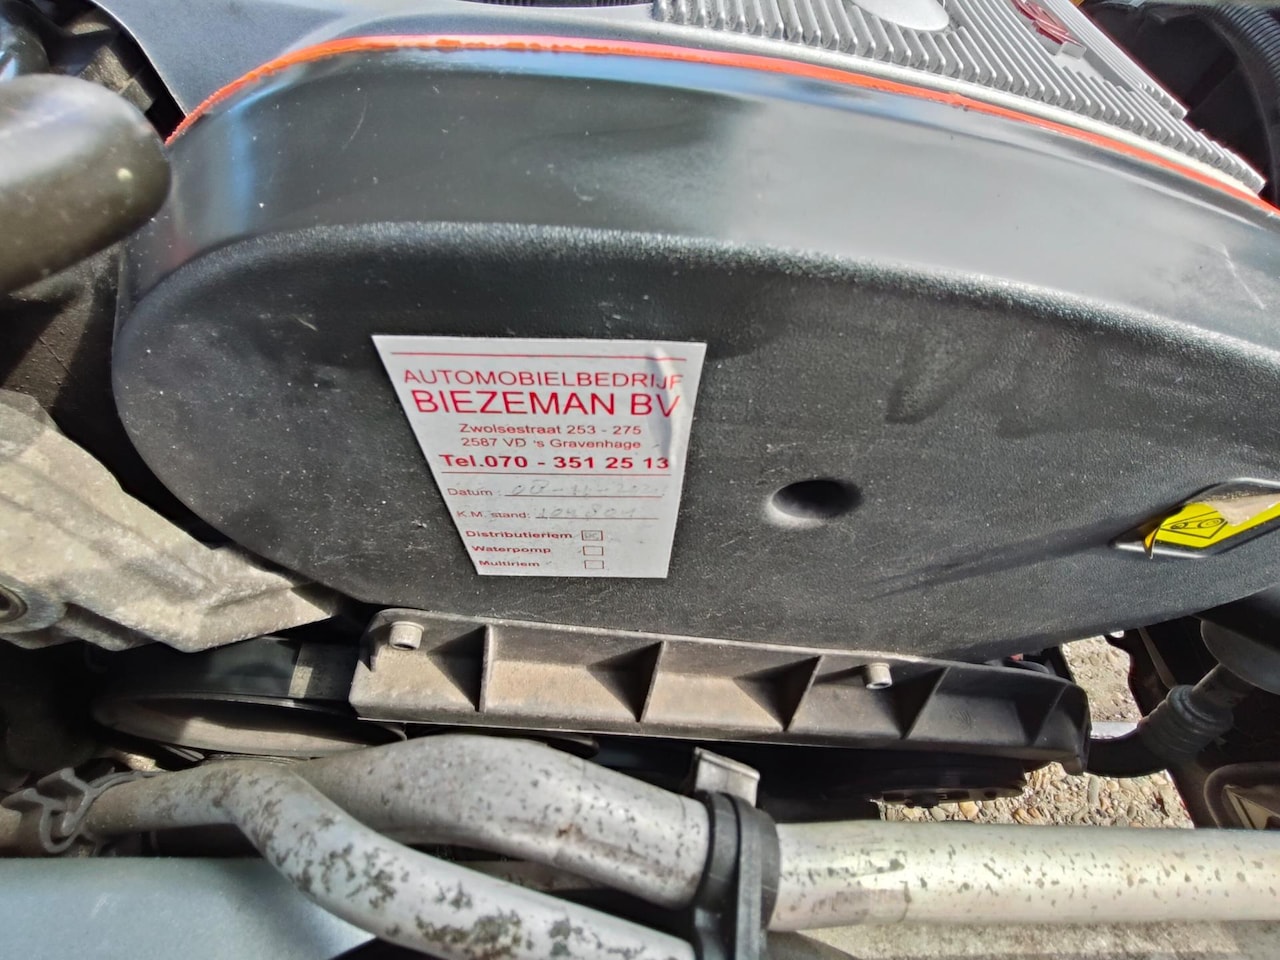 AUTOMOBIELBEDRIJF
BIEZEMAN BV
Zwolsestraat 253 - 275
2587 VD 's Gravenhage
Tel.070 - 351 25 13
Datum :
K.M. stand:
Distributieriem
Waterpomp
Multiriem